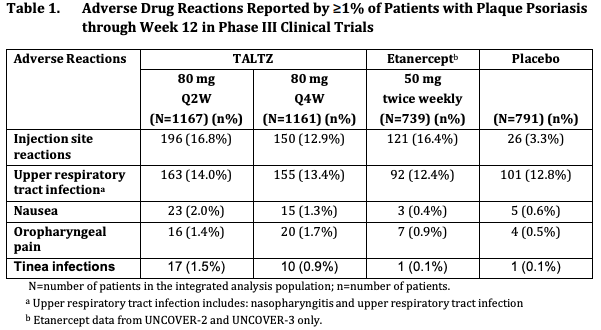 Table 1. Adverse Drug Reactions Reported by ≥1% of Patients with Plaque Psoriasis
through Week 12 in Phase III Clinical Trials
Adverse Reactions TALTZ Etanerceptᵇ Placebo
80 mg 80 mg 50 mg
Q2W Q4W twice weekly
(N=1167) (n%) (N=1161) (n%) (N=739) (n%) (N=791) (n%)
Injection site 196 (16.8%) 150 (12.9%) 121 (16.4%) 26 (3.3%)
reactions
Upper respiratory 163 (14.0%) 155 (13.4%) 92 (12.4%) 101 (12.8%)
tract infectionᵃ
Nausea 23 (2.0%) 15 (1.3%) 3 (0.4%) 5 (0.6%)
Oropharyngeal 16 (1.4%) 20 (1.7%) 7 (0.9%) 4 (0.5%)
pain
Tinea infections 17 (1.5%) 10 (0.9%) 1 (0.1%) 1 (0.1%)
N=number of patients in the integrated analysis population; n=number of patients.
ᵃ Upper respiratory tract infection includes: nasopharyngitis and upper respiratory tract infection
ᵇ Etanercept data from UNCOVER-2 and UNCOVER-3 only.